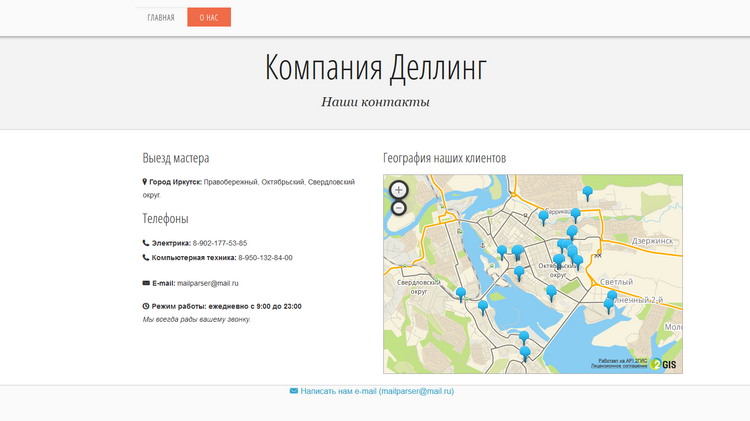 ГЛАВНАЯ
О НАС
Компания Деллинг
Наши контакты
Выезд мастера
Город Иркутск: Правобережный, Октябрьский, Свердловский
округ.
Телефоны
Электрика: 8-902-177-53-85
Компьютерная техника: 8-950-132-84-00
E-mail: mailparser@mail.ru
Режим работы: ежедневно с 9:00 до 23:00
Мы всегда рады вашему звонку.
География наших клиентов
+
−
Дзержинск
Октябрьский
округ
Свердловский
округ
Светлый
Работает на API 2ГИС
Лицензионное соглашение
2GIS
Написать нам e-mail (mailparser@mail.ru)